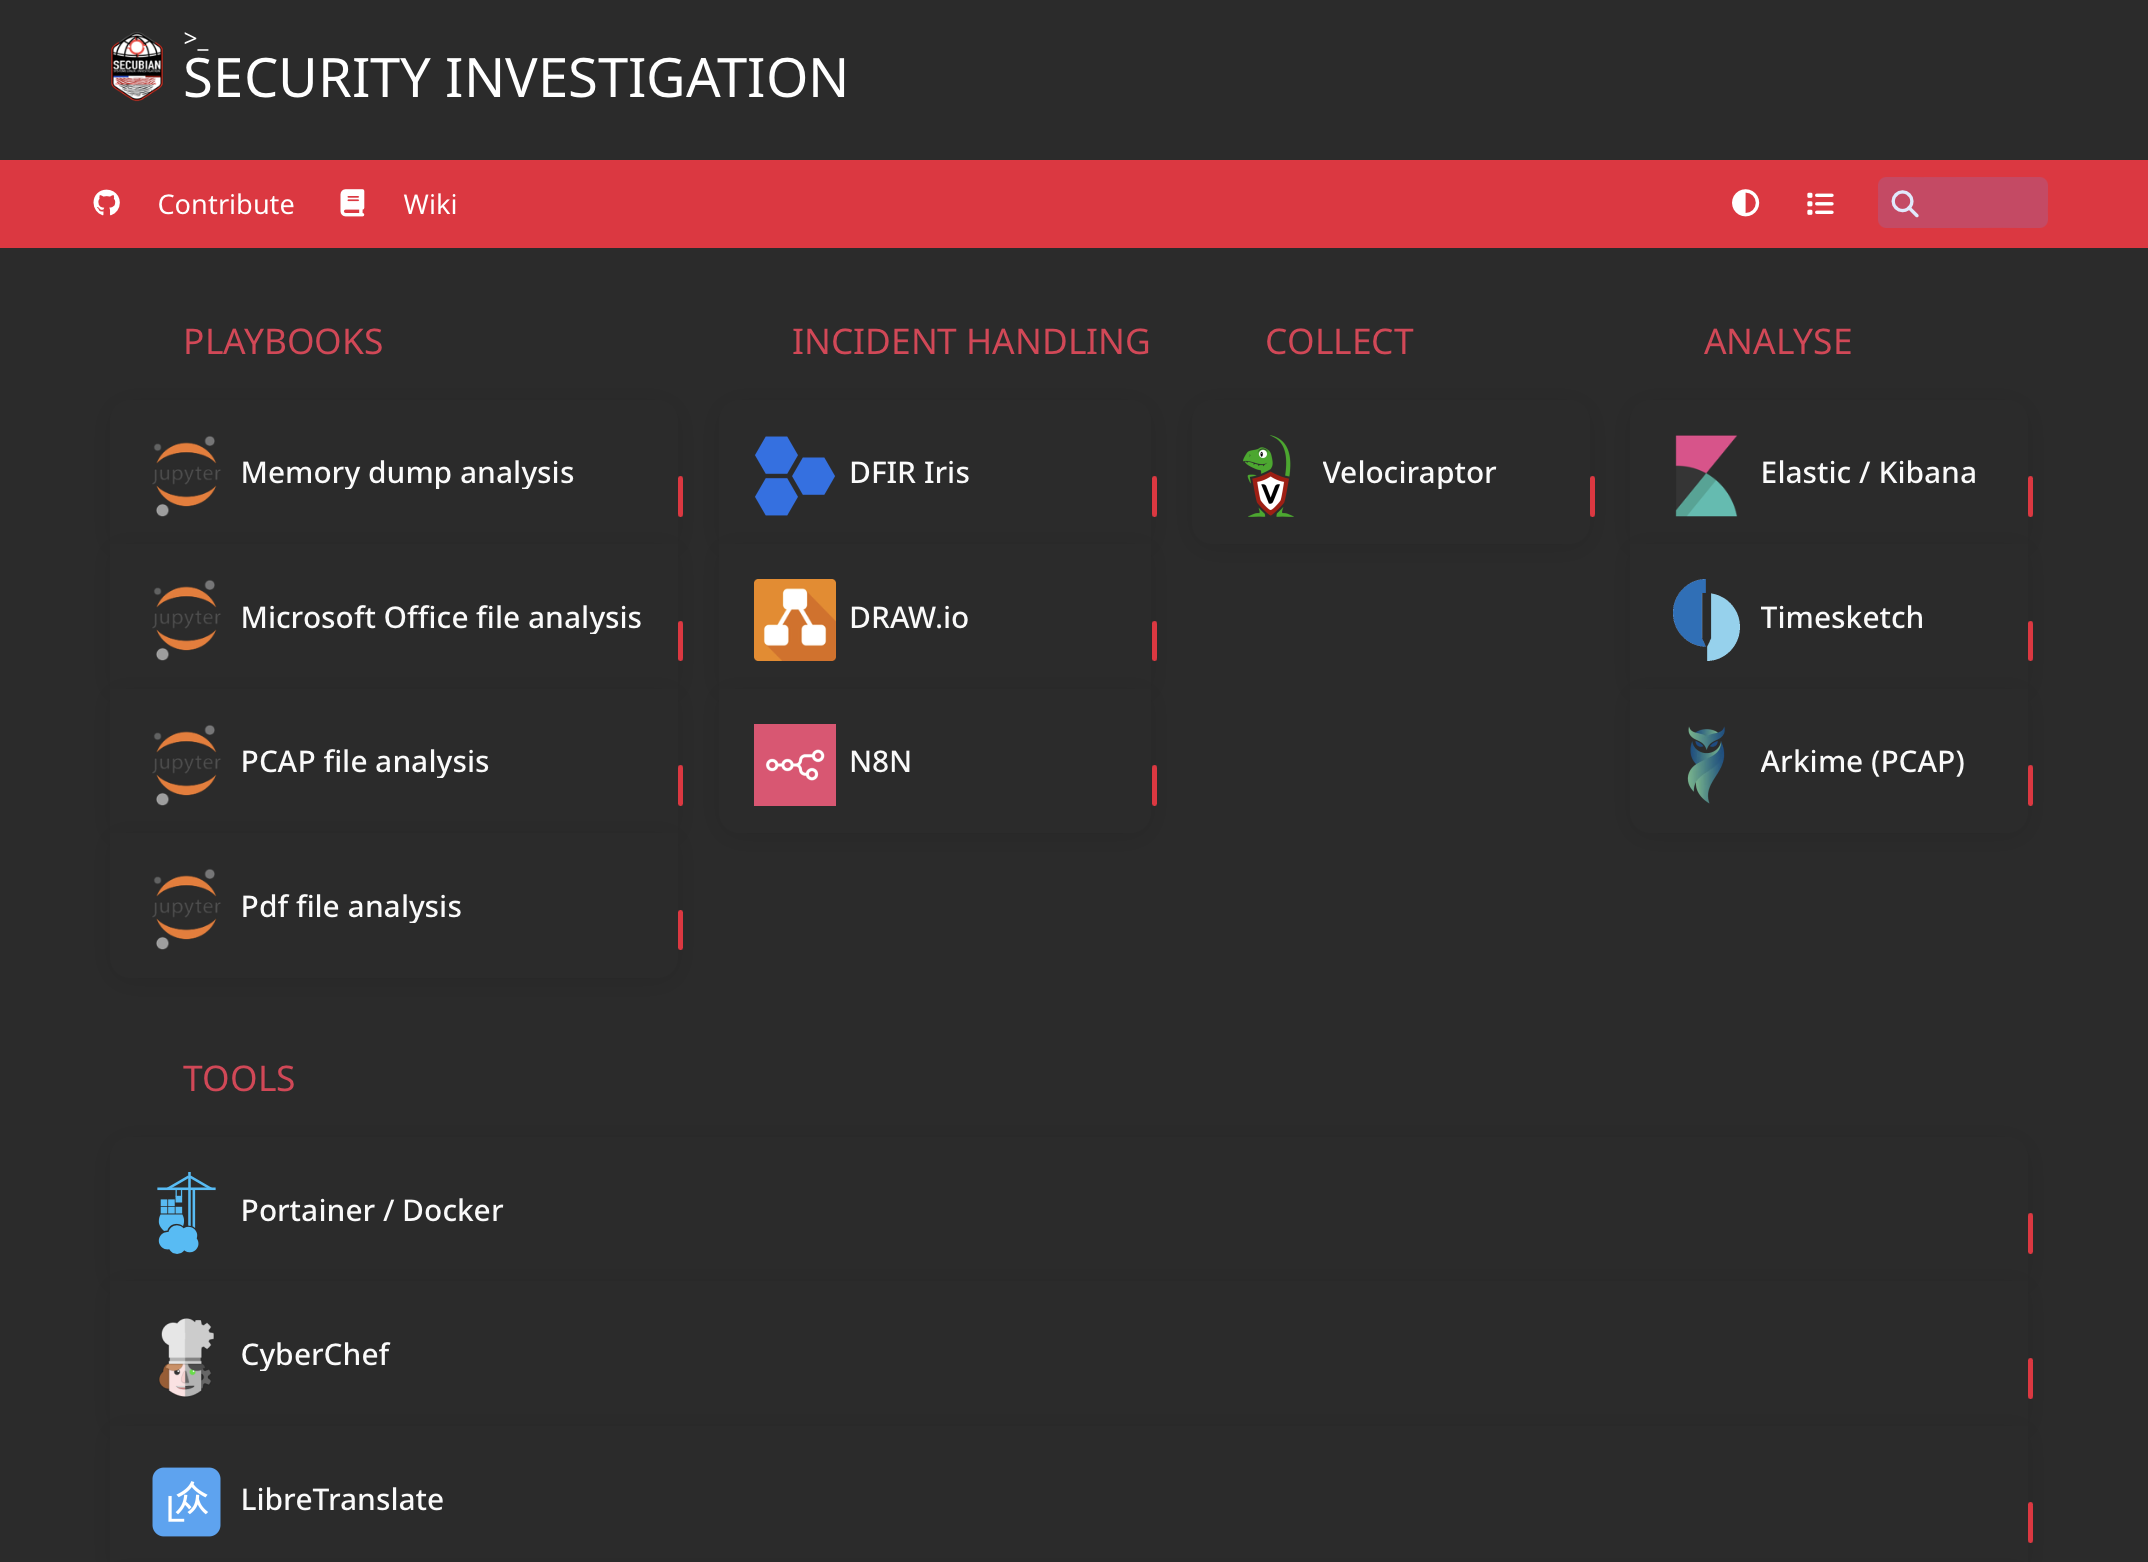 SECUBIAN
>_
SECURITY INVESTIGATION
Contribute
Wiki
PLAYBOOKS
jupyter
Memory dump analysis
jupyter
Microsoft Office file analysis
jupyter
PCAP file analysis
jupyter
Pdf file analysis
INCIDENT HANDLING
DFIR Iris
DRAW.io
N8N
COLLECT
V
Velociraptor
ANALYSE
Elastic / Kibana
Timesketch
Arkime (PCAP)
TOOLS
Portainer / Docker
CyberChef
L众
LibreTranslate